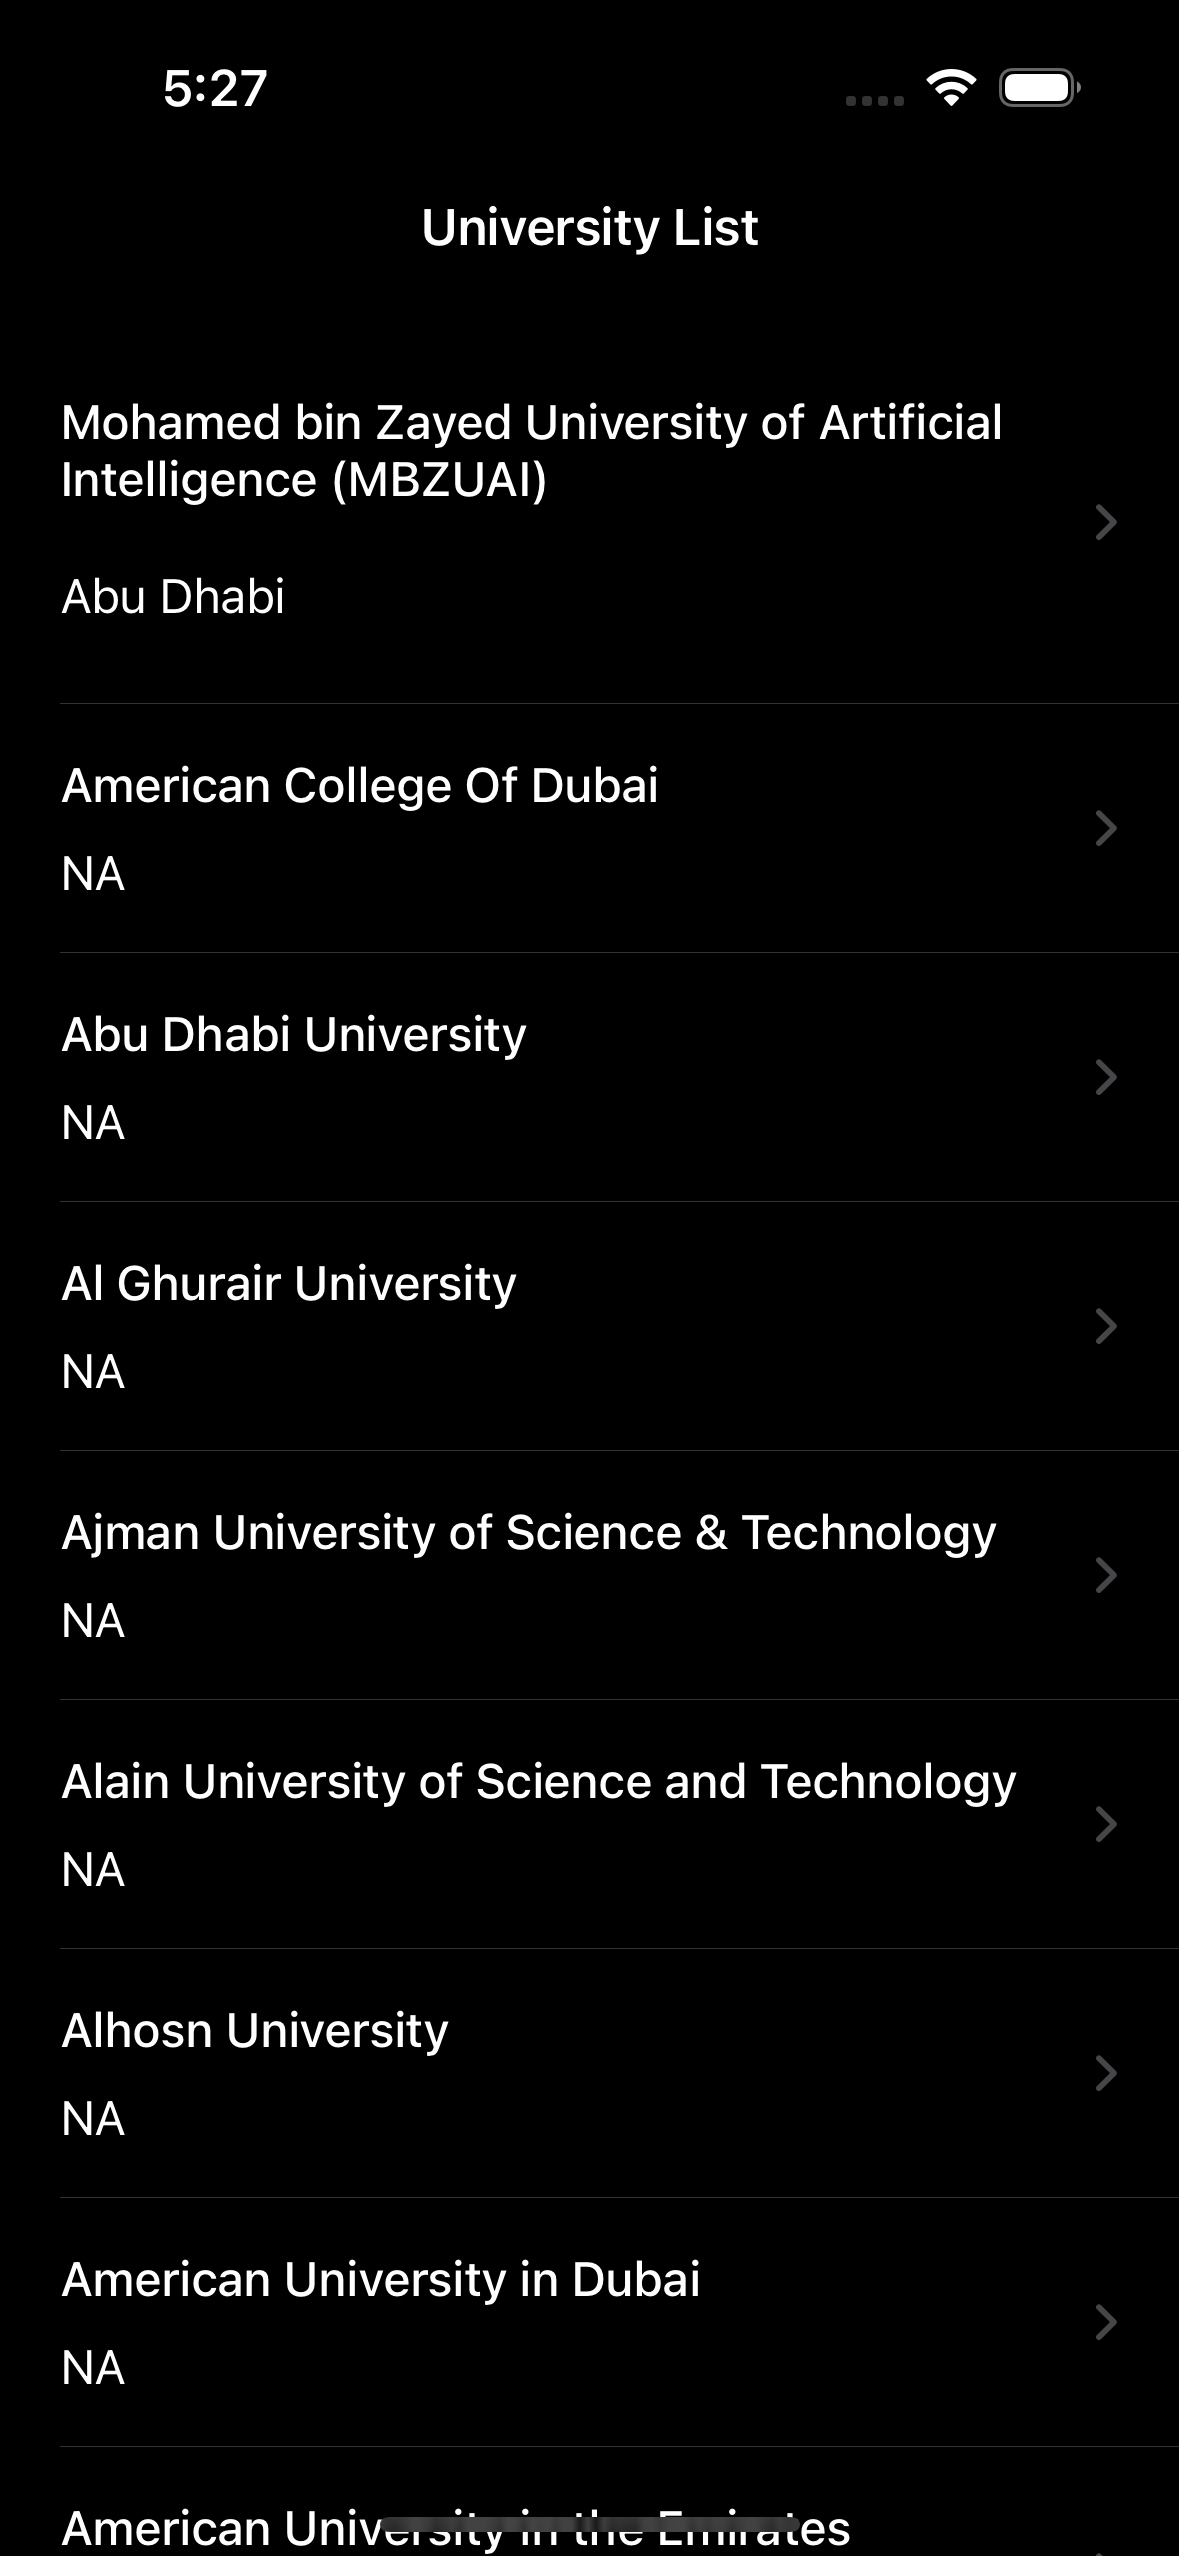 5:27
University List
Mohamed bin Zayed University of Artificial
Intelligence (MBZUAI)
Abu Dhabi
American College Of Dubai
NA
Abu Dhabi University
NA
Al Ghurair University
NA
Ajman University of Science & Technology
NA
Alain University of Science and Technology
NA
Alhosn University
NA
American University in Dubai
NA
American University in the Emirates